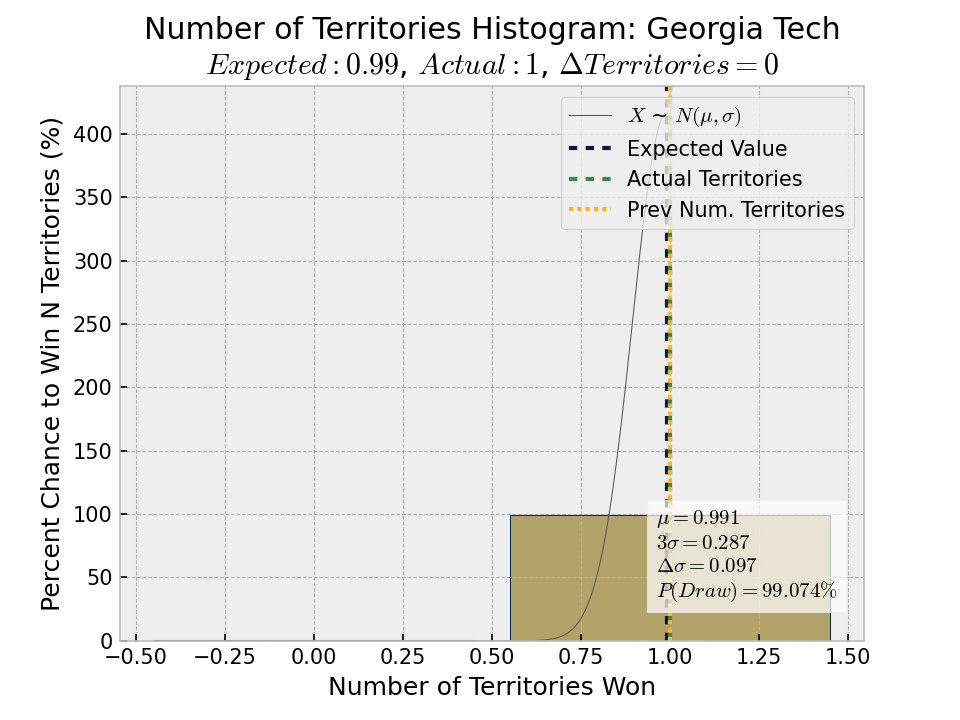 Number of Territories Histogram: Georgia Tech
Expected : 0.99, Actual : 1, ΔTerritories = 0
Percent Chance to Win N Territories (%)
400
350
300
250
200
150
100
50
0
X ~ N(μ, σ)
Expected Value
Actual Territories
Prev Num. Territories
μ = 0.991
3σ = 0.287
Δσ = 0.097
P(Draw) = 99.074%
−0.50 −0.25 0.00 0.25 0.50 0.75 1.00 1.25 1.50
Number of Territories Won